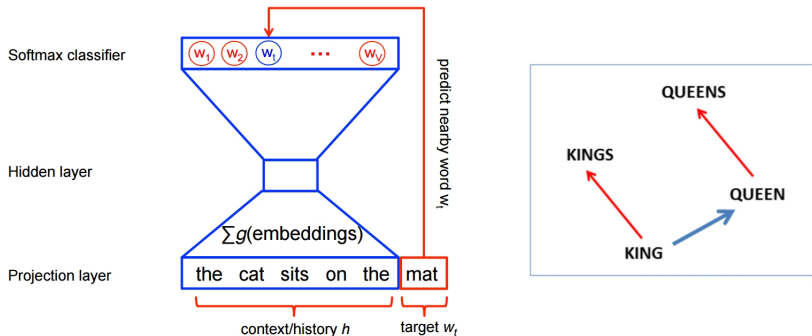 Softmax classifier
w1 w2 wt ... wV
predict nearby word wt
Hidden layer
∑g(embeddings)
Projection layer
the cat sits on the mat
context/history h
target wt
QUEENS
KINGS
QUEEN
KING